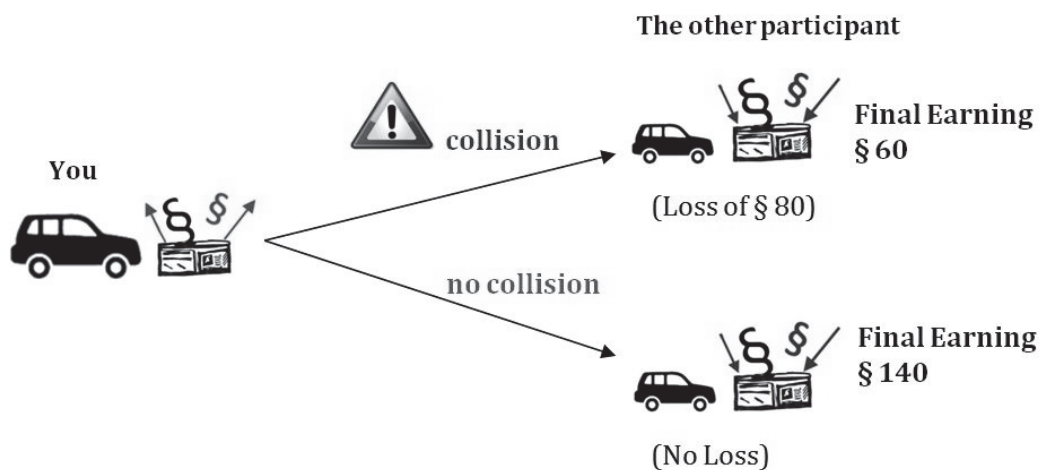 The other participant
collision
Final Earning
§ 60
You
§ §
§ §
(Loss of § 80)
no collision
Final Earning
§ 140
§ §
(No Loss)